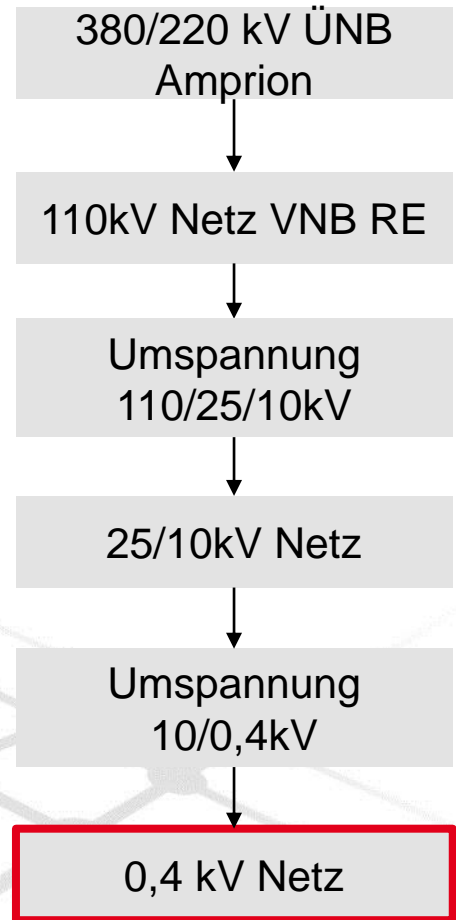 380/220 kV ÜNB
Amprion
110kV Netz VNB RE
Umspannung
110/25/10kV
25/10kV Netz
Umspannung
10/0,4kV
0,4 kV Netz